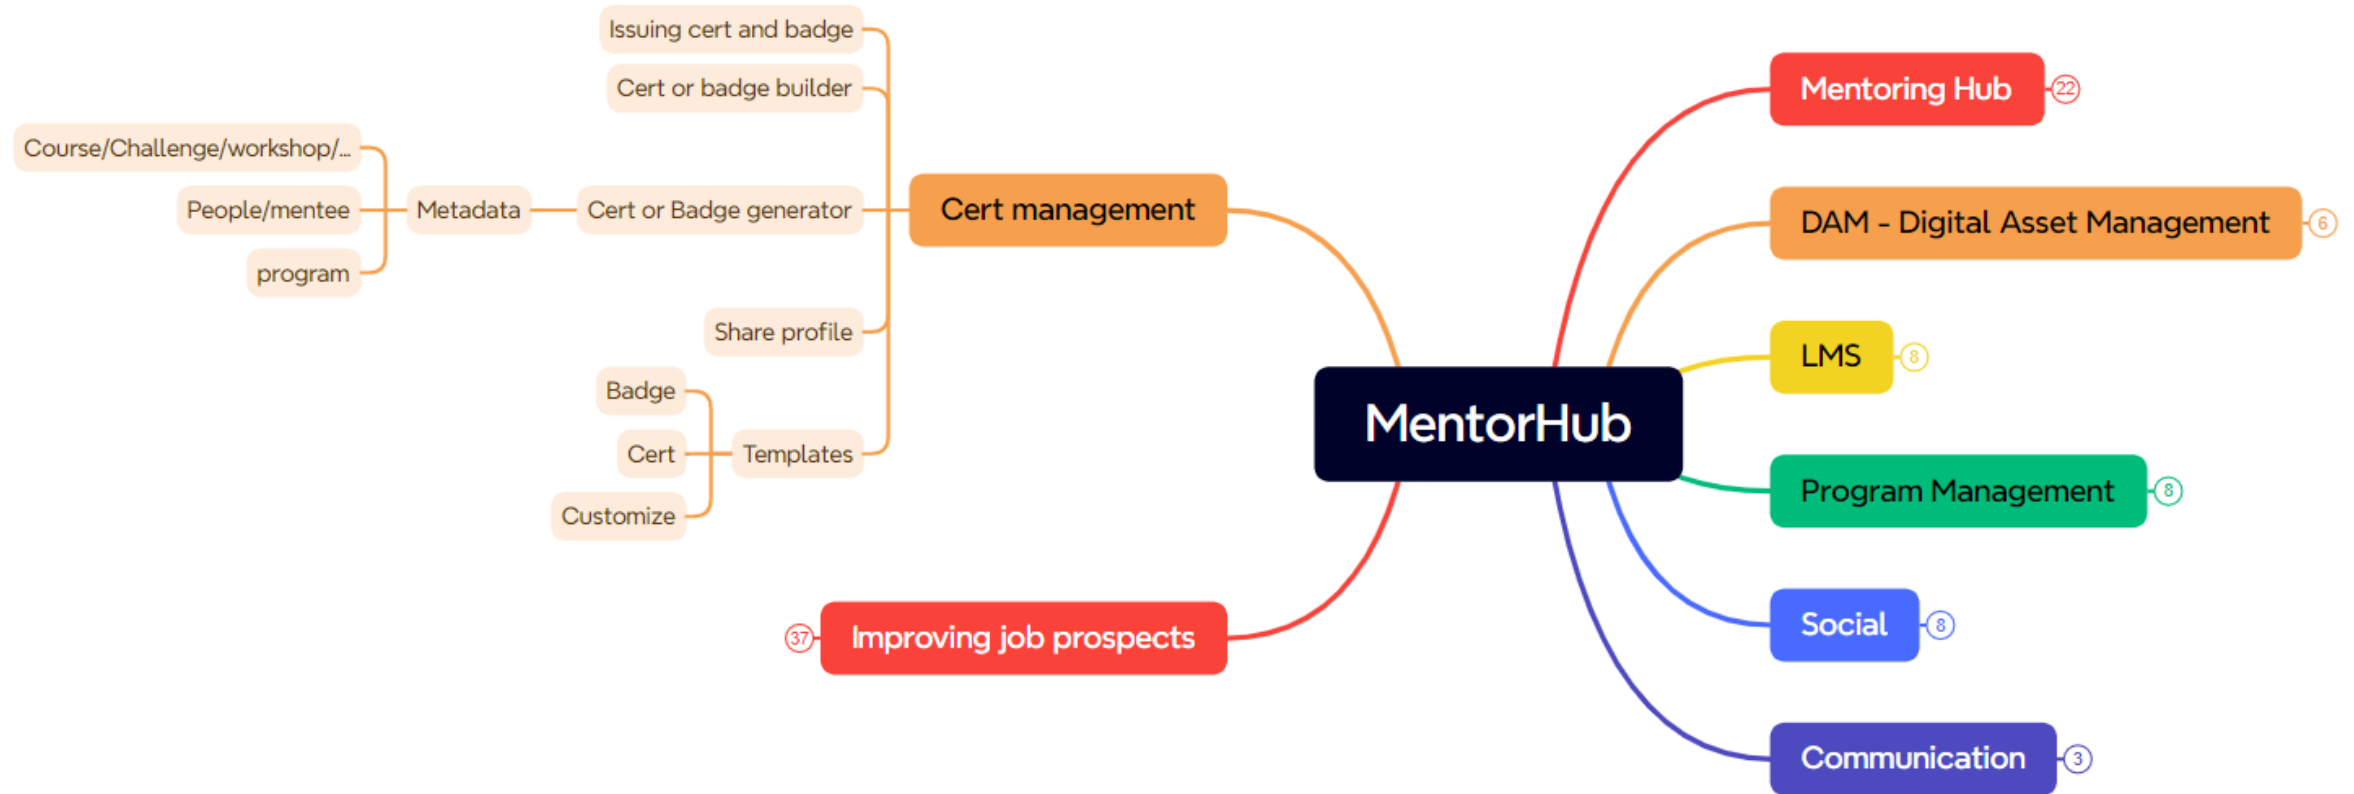 Issuing cert and badge
Cert or badge builder
Course/Challenge/workshop/...
People/mentee
Metadata
Cert or Badge generator
program
Share profile
Badge
Cert
Templates
Customize
Cert management
37
Improving job prospects
MentorHub
Mentoring Hub
22
DAM - Digital Asset Management
6
LMS
8
Program Management
8
Social
8
Communication
3